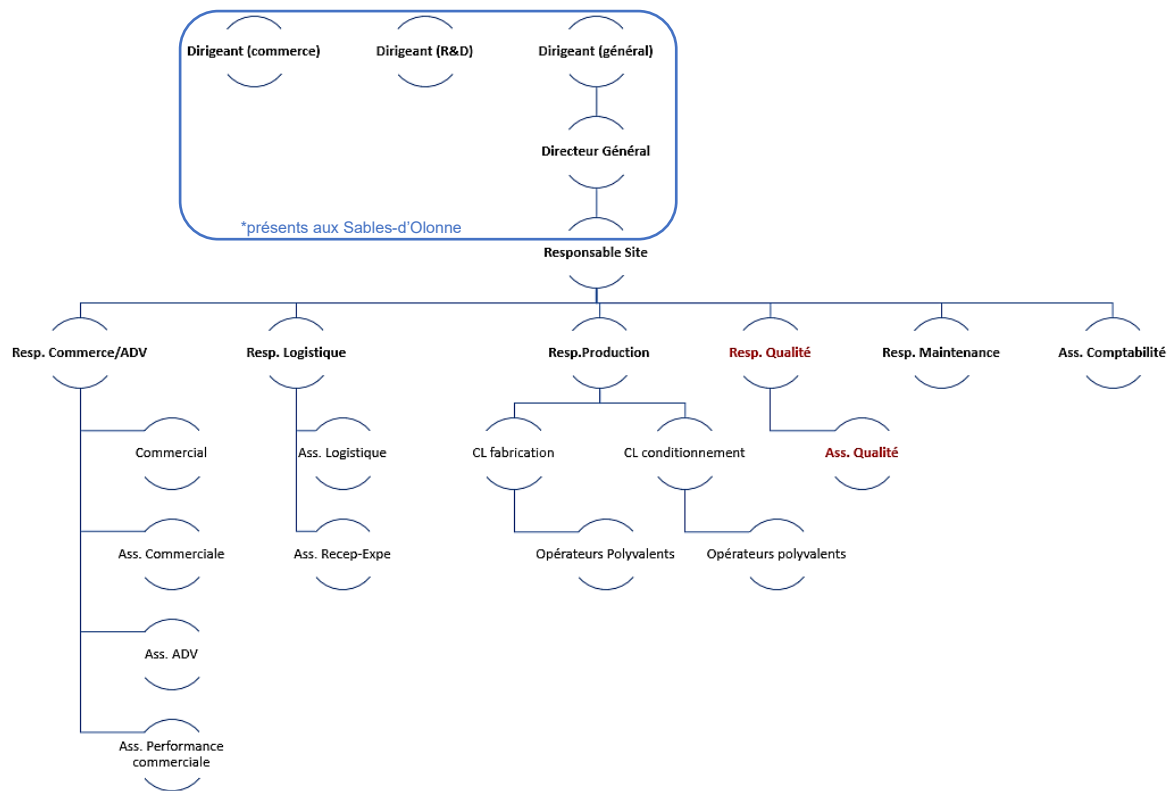 Dirigeant (commerce)
Dirigeant (R&D)
Dirigeant (général)
Directeur Général
*présents aux Sables-d'Olonne
Responsable Site
Resp. Commerce/ADV
Resp. Logistique
Resp.Production
Resp. Qualité
Resp. Maintenance
Ass. Comptabilité
Commercial
Ass. Logistique
CL fabrication
CL conditionnement
Ass. Qualité
Ass. Commerciale
Ass. Recep-Expe
Opérateurs Polyvalents
Opérateurs polyvalents
Ass. ADV
Ass. Performance
commerciale